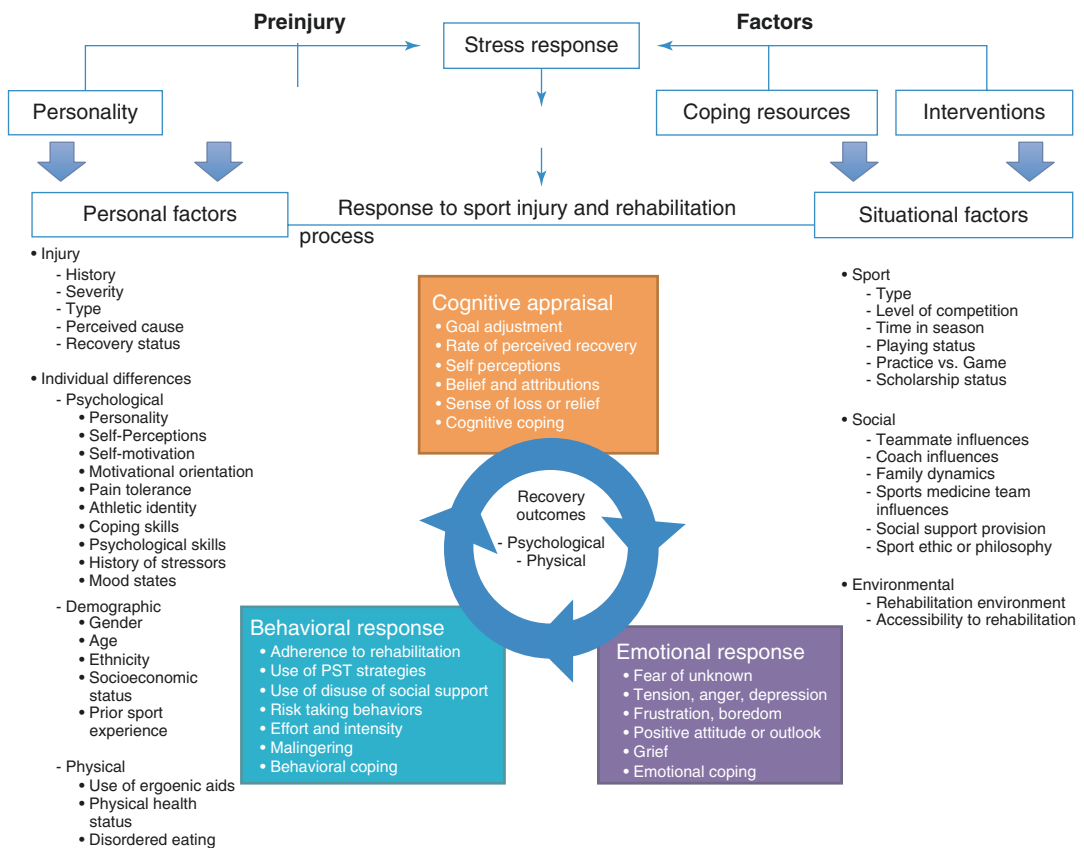 Preinjury
Factors
Stress response
Personality
Coping resources
Interventions
Personal factors
Response to sport injury and rehabilitation
process
Situational factors
• Injury
- History
- Severity
- Type
- Perceived cause
- Recovery status
• Individual differences
- Psychological
• Personality
• Self-Perceptions
• Self-motivation
• Motivational orientation
• Pain tolerance
• Athletic identity
• Coping skills
• Psychological skills
• History of stressors
• Mood states
- Demographic
• Gender
• Age
• Ethnicity
• Socioeconomic
status
• Prior sport
experience
- Physical
• Use of ergoenic aids
• Physical health
status
• Disordered eating
Cognitive appraisal
• Goal adjustment
• Rate of perceived recovery
• Self perceptions
• Belief and attributions
• Sense of loss or relief
• Cognitive coping
Recovery
outcomes
- Psychological
- Physical
Behavioral response
• Adherence to rehabilitation
• Use of PST strategies
• Use of disuse of social support
• Risk taking behaviors
• Effort and intensity
• Malingering
• Behavioral coping
Emotional response
• Fear of unknown
• Tension, anger, depression
• Frustration, boredom
• Positive attitude or outlook
• Grief
• Emotional coping
• Sport
- Type
- Level of competition
- Time in season
- Playing status
- Practice vs. Game
- Scholarship status
• Social
- Teammate influences
- Coach influences
- Family dynamics
- Sports medicine team
influences
- Social support provision
- Sport ethic or philosophy
• Environmental
- Rehabilitation environment
- Accessibility to rehabilitation